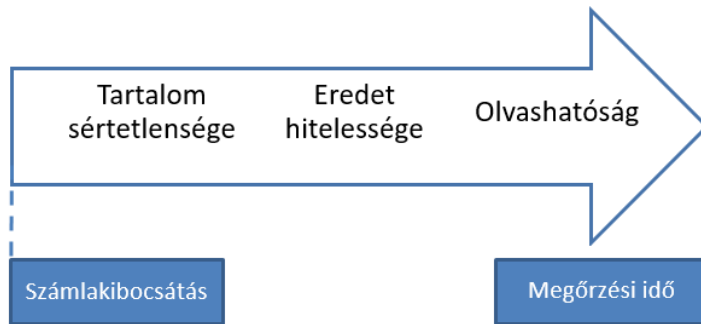 Tartalom
sértetlensége
Eredet
hitelessége
Olvashatóság
Számlakibocsátás
Megőrzési idő